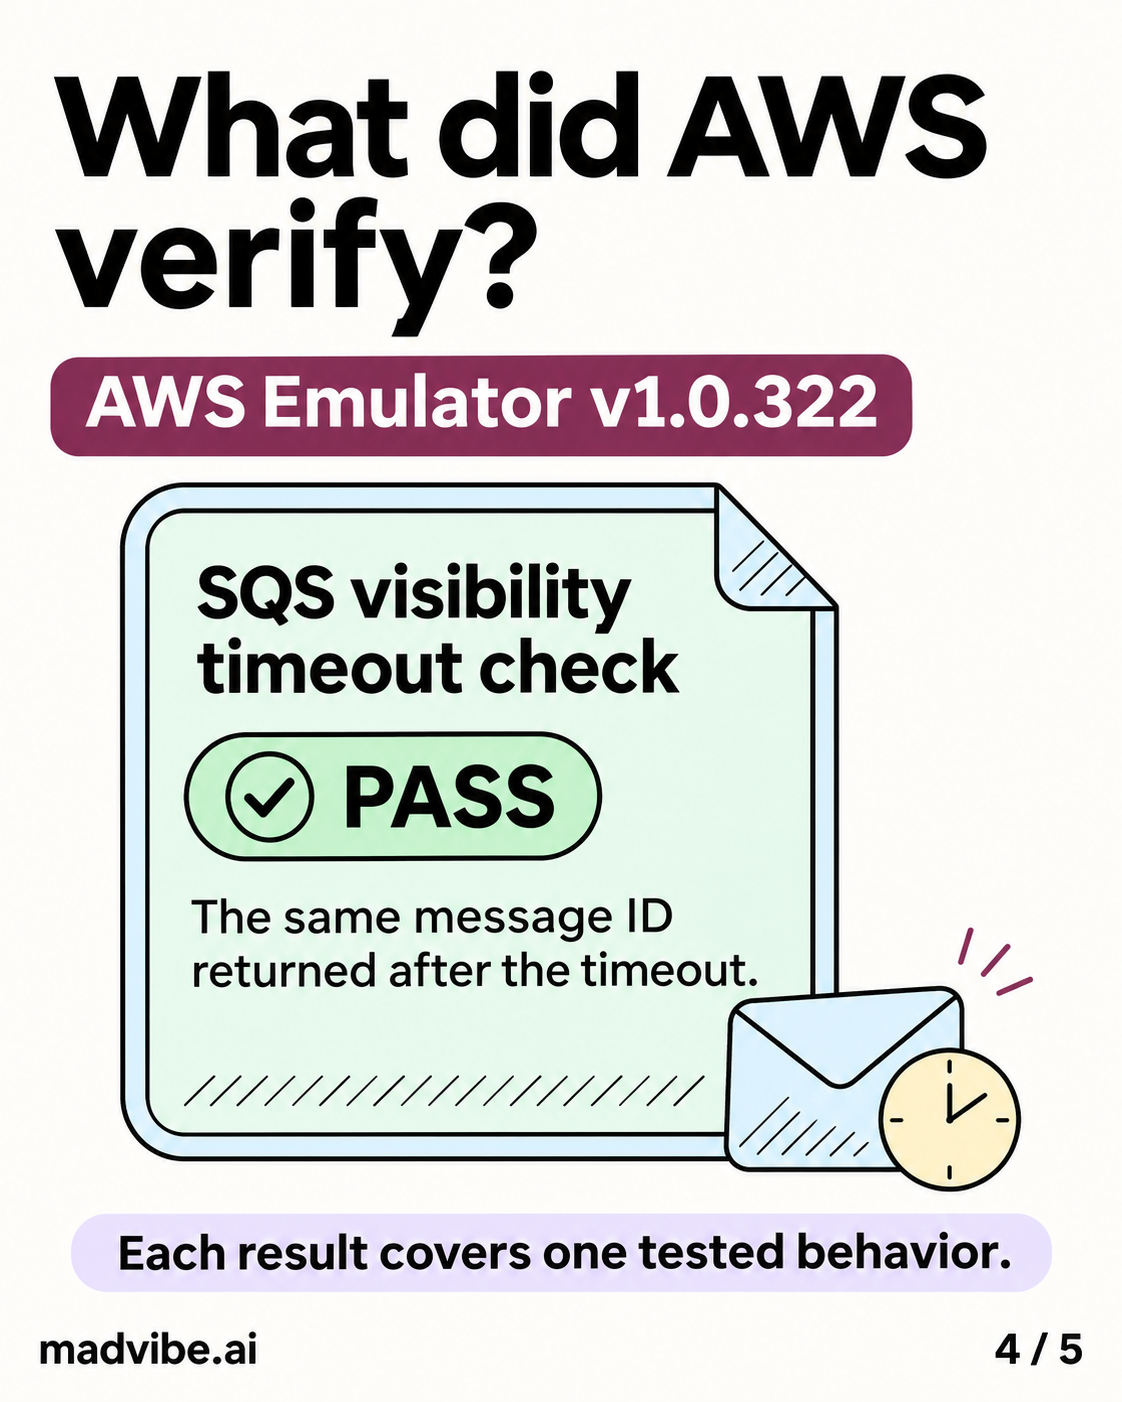 What did AWS
verify?
AWS Emulator v1.0.322
SQS visibility
timeout check
PASS
The same message ID
returned after the timeout.
Each result covers one tested behavior.
madvibe.ai
4 / 5